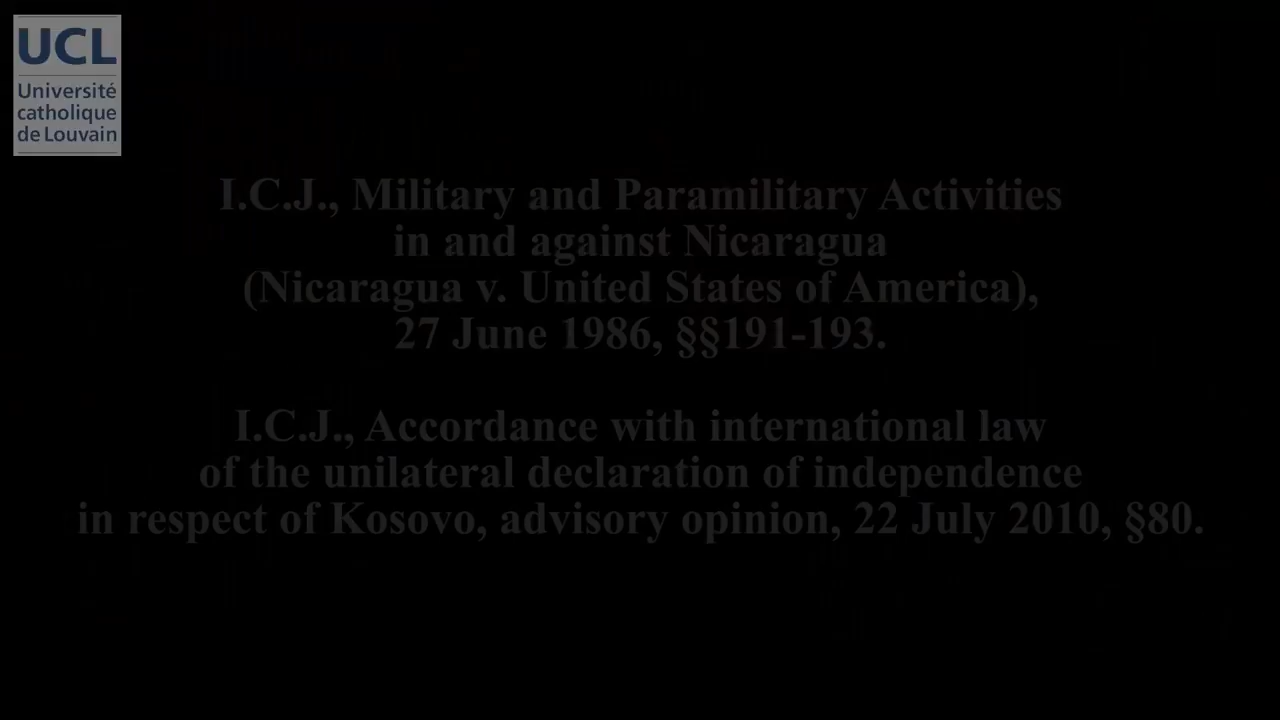 UCL
Université
catholique
de Louvain
I.C.J., Military and Paramilitary Activities
in and against Nicaragua
(Nicaragua v. United States of America),
27 June 1986, §§191-193.
I.C.J., Accordance with international law
of the unilateral declaration of independence
in respect of Kosovo, advisory opinion, 22 July 2010, §80.